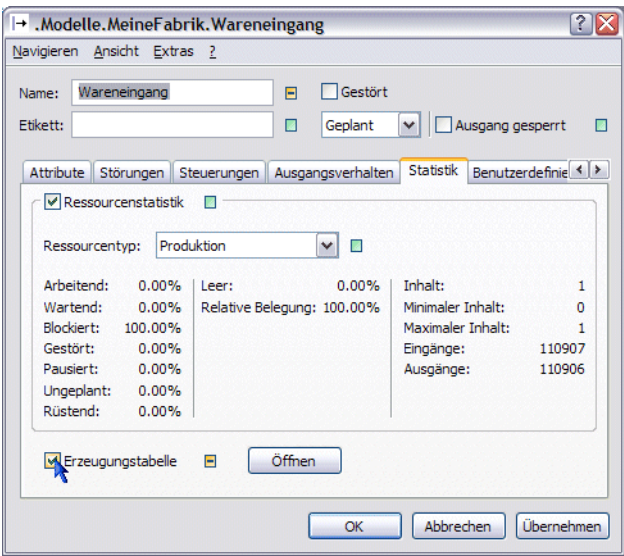 .Modelle.MeineFabrik.Wareneingang
Navigieren Ansicht Extras ?
Name: Wareneingang Gestört
Etikett: Geplant Ausgang gesperrt
Attribute Störungen Steuerungen Ausgangsverhalten Statistik Benutzerdefinie
Ressourcenstatistik
Ressourcentyp: Produktion
Arbeitend: 0.00% Leer: 0.00% Inhalt: 1
Wartend: 0.00% Relative Belegung: 100.00% Minimaler Inhalt: 0
Blockiert: 100.00% Maximaler Inhalt: 1
Gestört: 0.00% Eingänge: 110907
Pausiert: 0.00% Ausgänge: 110906
Ungeplant: 0.00%
Rüstend: 0.00%
Erzeugungstabelle Öffnen
OK Abbrechen Übernehmen